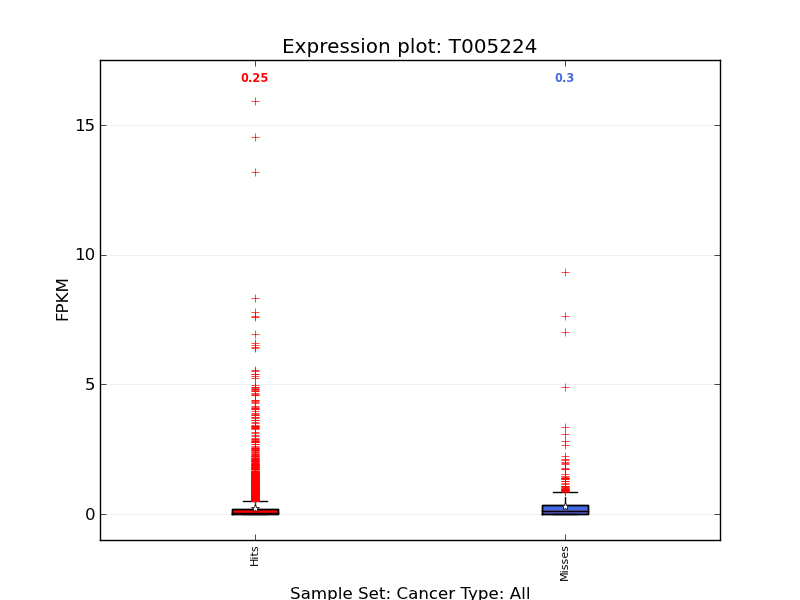 Expression plot: T005224
0.25
0.3
15
10
5
0
FPKM
Hits
Misses
Sample Set: Cancer Type: All